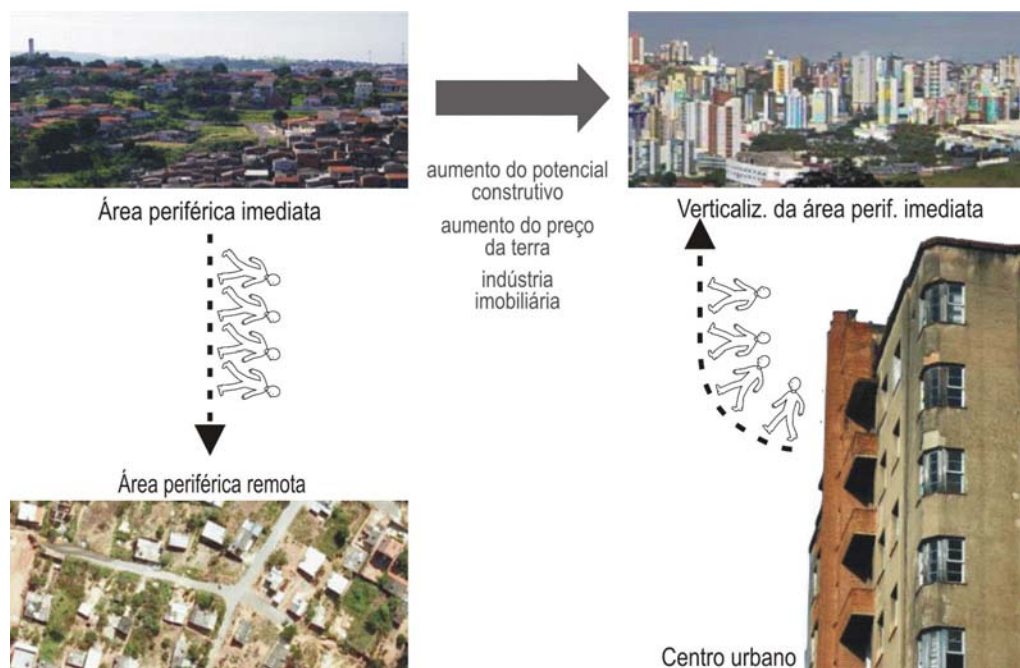 aumento do potencial
construtivo
aumento do preço
da terra
indústria
imobiliária
Área periférica imediata
Verticaliz. da área perif. imediata
Área periférica remota
Centro urbano